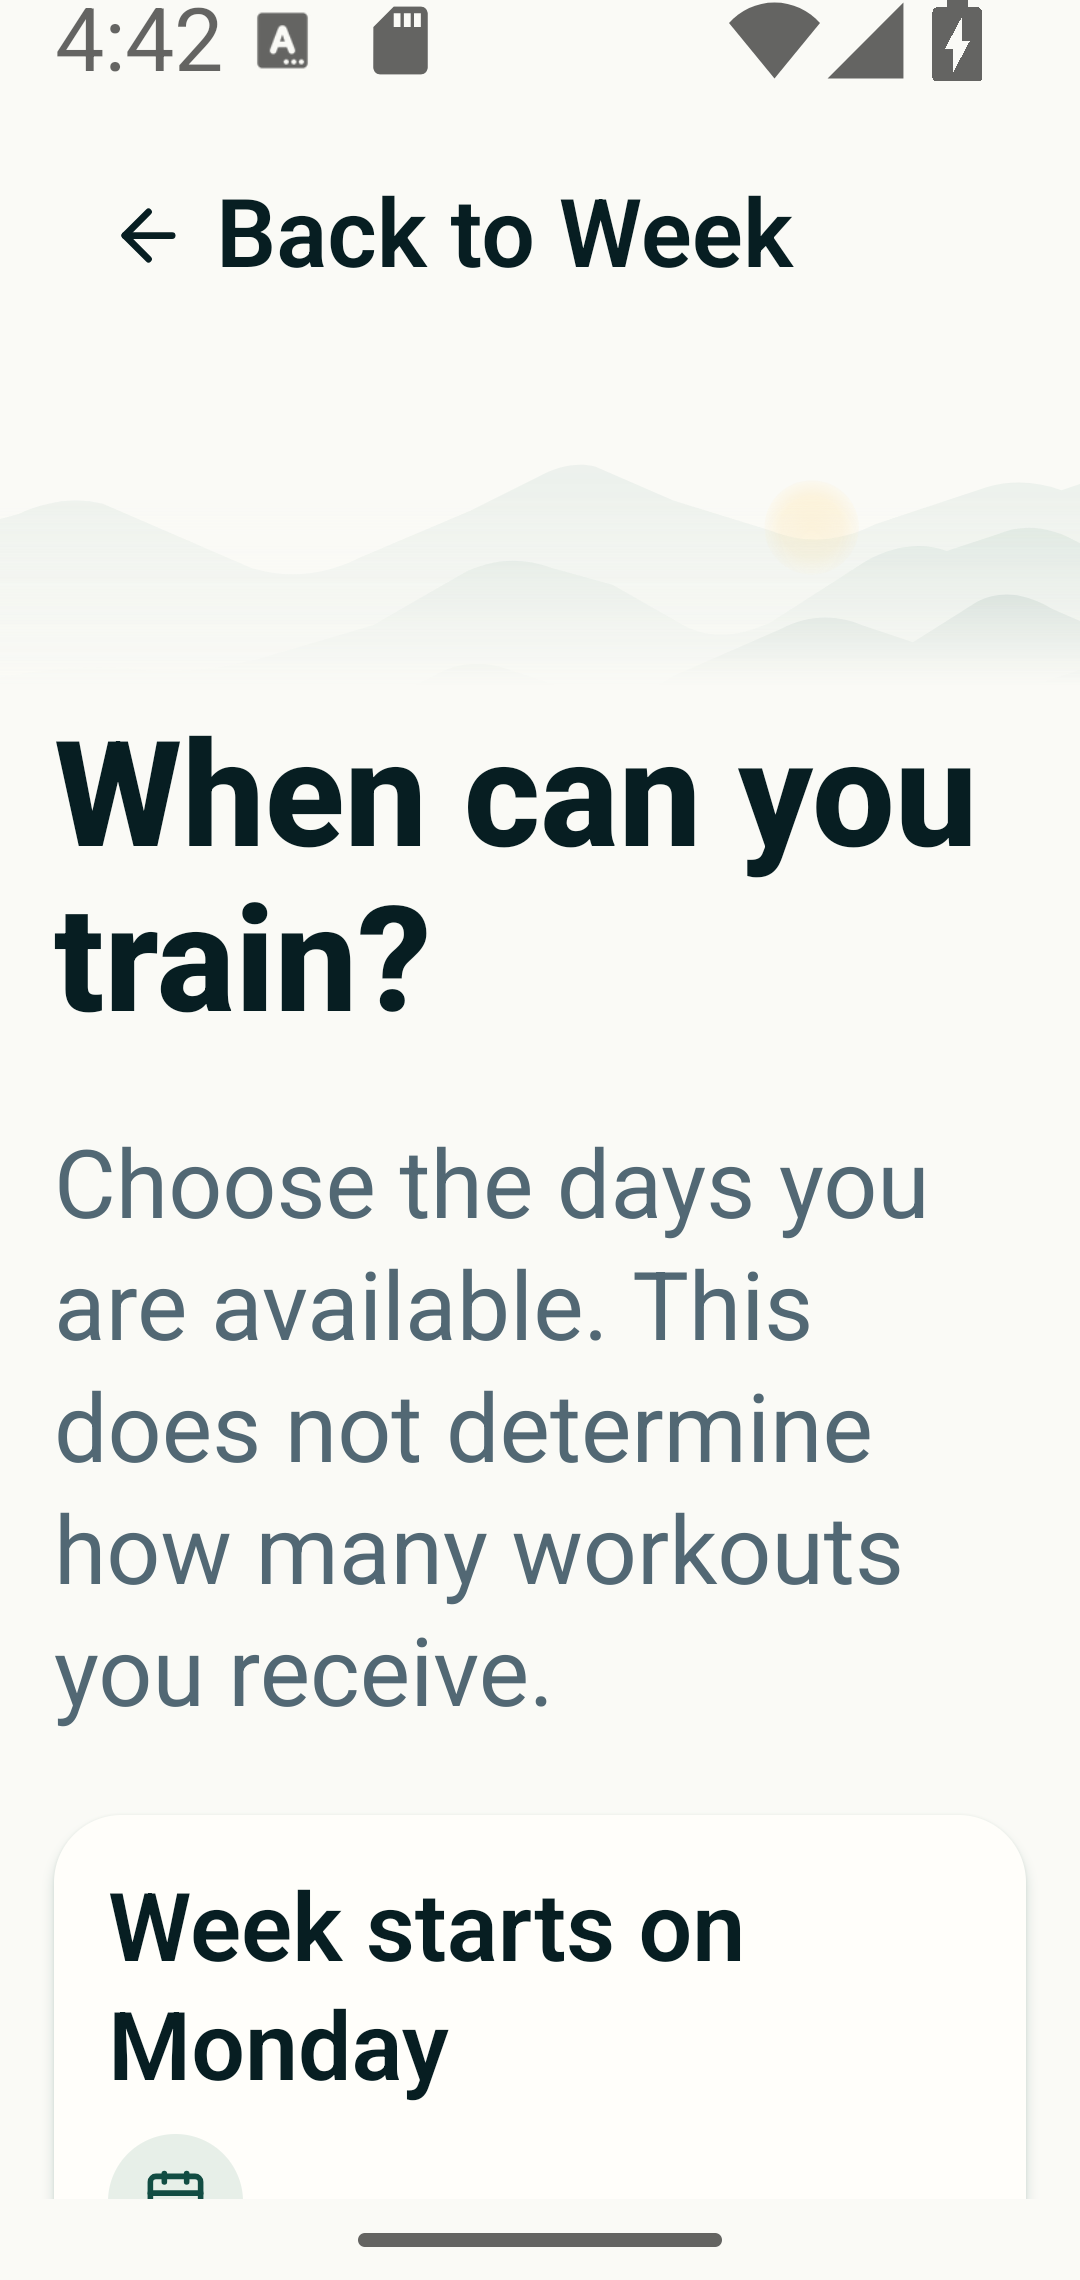 4:42
Back to Week
When can you
train?
Choose the days you
are available. This
does not determine
how many workouts
you receive.
Week starts on
Monday